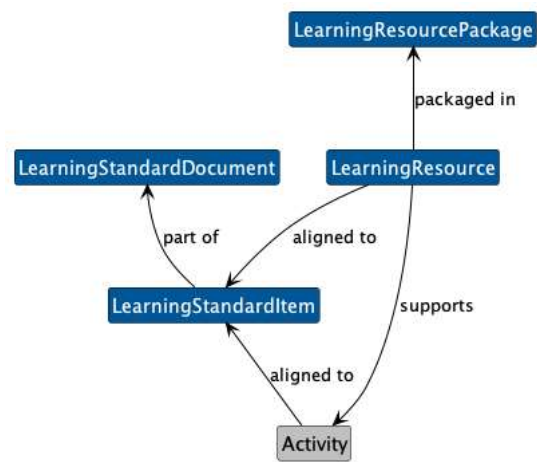 LearningResourcePackage
packaged in
LearningStandardDocument
LearningResource
part of
aligned to
LearningStandardItem
supports
aligned to
Activity